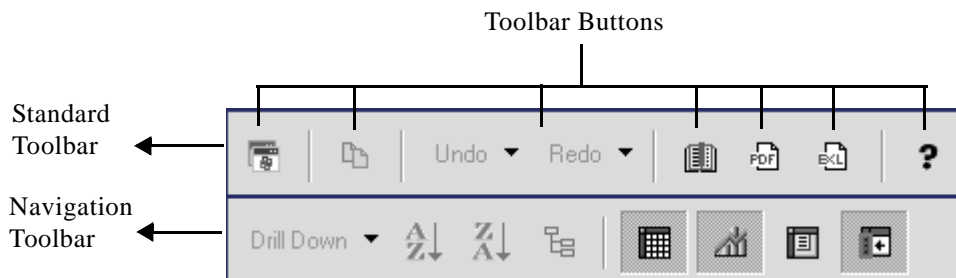 Toolbar Buttons
Standard
Toolbar
Undo Redo PDF EXL ?
Navigation
Toolbar
Drill Down A Z Z A